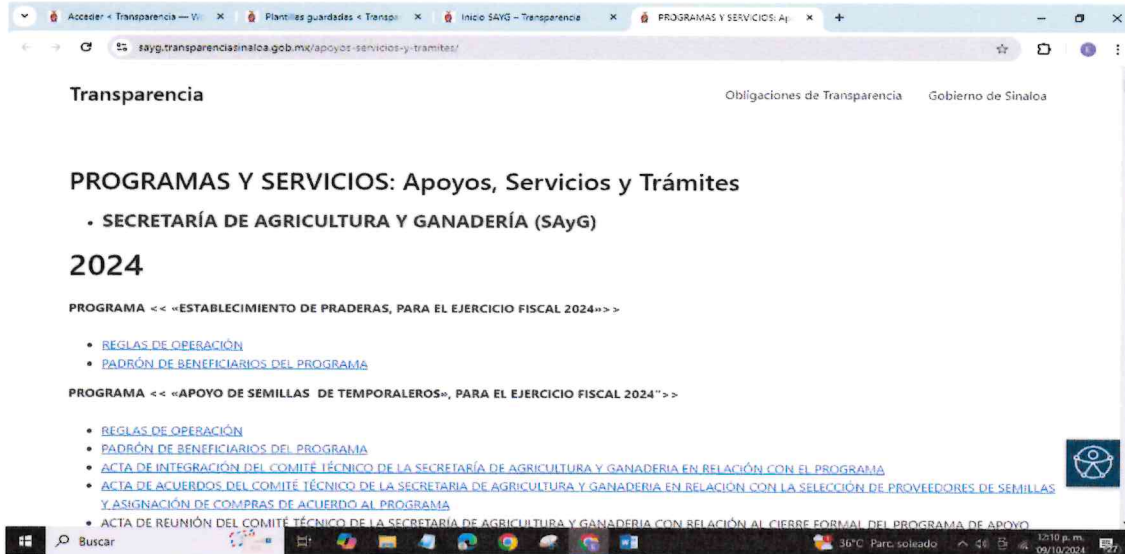 Acceder < Transparencia — W
Plantillas guardadas < Transpa
Inicio SAYG – Transparencia
PROGRAMAS Y SERVICIOS: Ap
sayg.transparenciasinaloa.gob.mx/apoyos-servicios-y-tramites/
Transparencia
Obligaciones de Transparencia Gobierno de Sinaloa
PROGRAMAS Y SERVICIOS: Apoyos, Servicios y Trámites
• SECRETARÍA DE AGRICULTURA Y GANADERÍA (SAyG)
2024
PROGRAMA << «ESTABLECIMIENTO DE PRADERAS, PARA EL EJERCICIO FISCAL 2024»>>
• REGLAS DE OPERACIÓN
• PADRÓN DE BENEFICIARIOS DEL PROGRAMA
PROGRAMA << «APOYO DE SEMILLAS DE TEMPORALEROS», PARA EL EJERCICIO FISCAL 2024">>
• REGLAS DE OPERACIÓN
• PADRÓN DE BENEFICIARIOS DEL PROGRAMA
• ACTA DE INTEGRACIÓN DEL COMITÉ TÉCNICO DE LA SECRETARÍA DE AGRICULTURA Y GANADERIA EN RELACIÓN CON EL PROGRAMA
• ACTA DE ACUERDOS DEL COMITÉ TÉCNICO DE LA SECRETARIA DE AGRICULTURA Y GANADERIA EN RELACIÓN CON LA SELECCIÓN DE PROVEEDORES DE SEMILLAS
Y ASIGNACIÓN DE COMPRAS DE ACUERDO AL PROGRAMA
• ACTA DE REUNIÓN DEL COMITÉ TÉCNICO DE LA SECRETARÍA DE AGRICULTURA Y GANADERÍA CON RELACIÓN AL CIERRE FORMAL DEL PROGRAMA DE APOYO
Buscar
36°C Parc. soleado
12:10 p. m.
09/10/2024